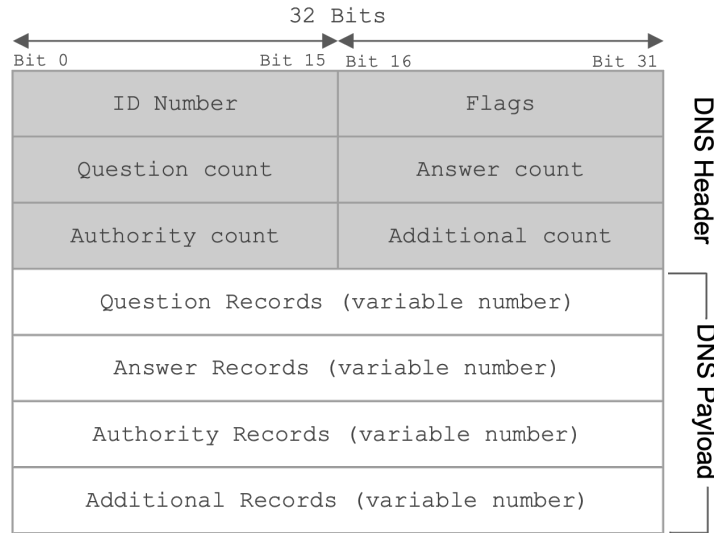 32 Bits
Bit 0 Bit 15 Bit 16 Bit 31
ID Number Flags
Question count Answer count
Authority count Additional count
DNS Header
Question Records (variable number)
Answer Records (variable number)
Authority Records (variable number)
Additional Records (variable number)
DNS Payload